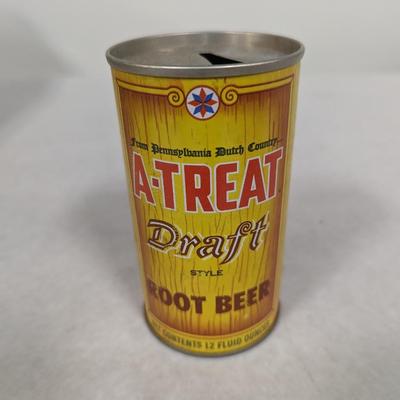 From Pennsylvania Dutch Country...
A-TREAT
Draft
STYLE
ROOT BEER
CONTENTS 12 FLUID OUNCES